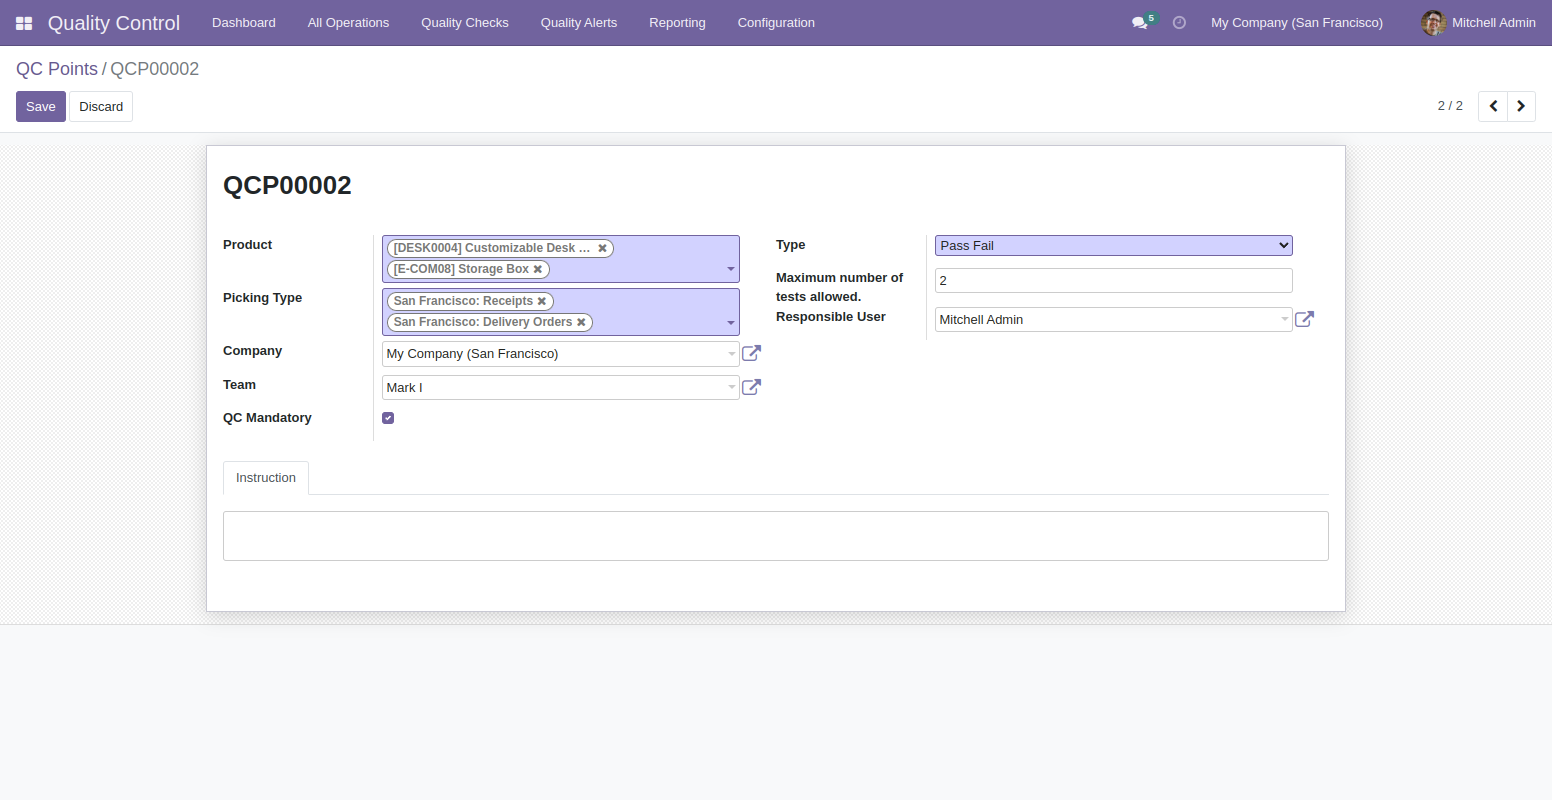 Quality Control Dashboard All Operations Quality Checks Quality Alerts Reporting Configuration 5 My Company (San Francisco) Mitchell Admin
QC Points / QCP00002
Save Discard 2 / 2
QCP00002
Product [DESK0004] Customizable Desk ... ✖
[E-COM08] Storage Box ✖
Picking Type San Francisco: Receipts ✖
San Francisco: Delivery Orders ✖
Company My Company (San Francisco)
Team Mark I
QC Mandatory
Type Pass Fail
Maximum number of
tests allowed. 2
Responsible User Mitchell Admin
Instruction